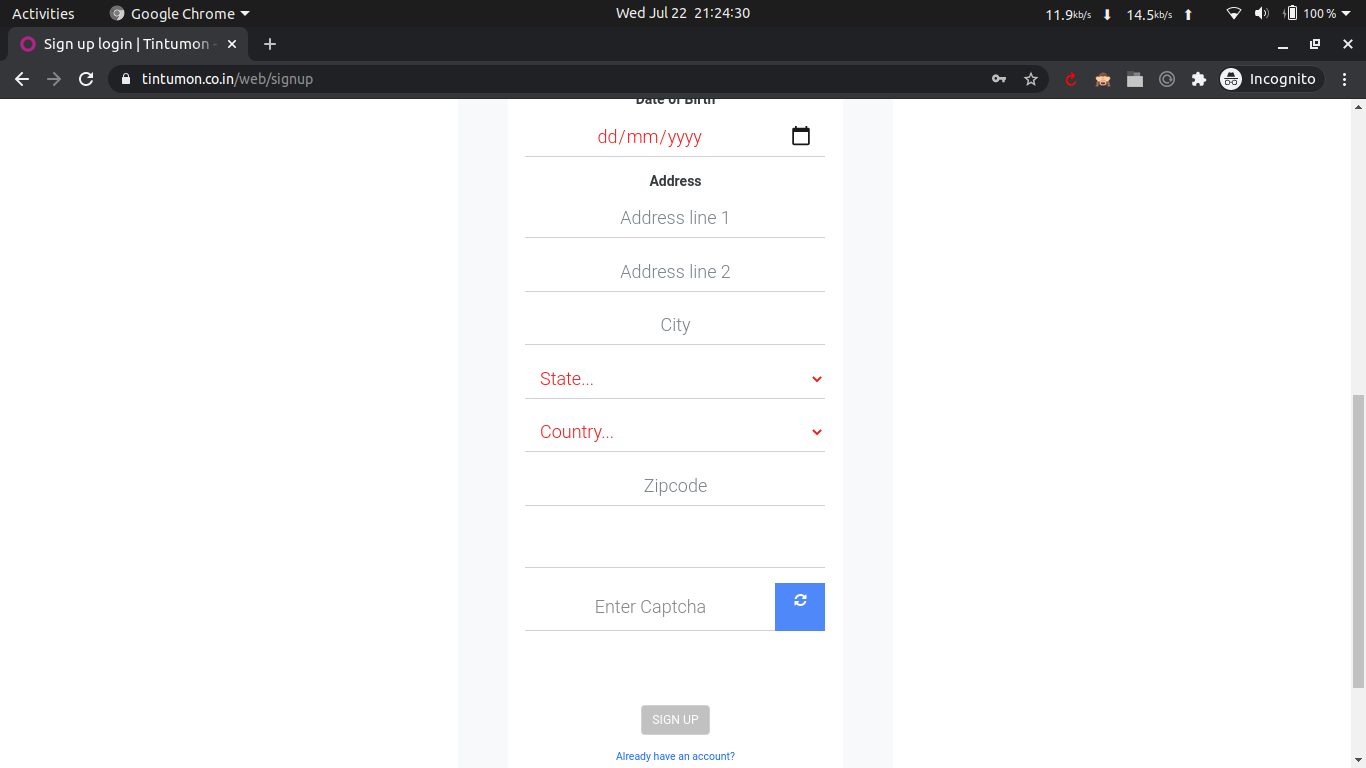 Activities Google Chrome Wed Jul 22 21:24:30 11.9kb/s 14.5kb/s 100 %
Sign up login | Tintumon -
tintumon.co.in/web/signup Incognito
Date of Birth
dd/mm/yyyy
Address
Address line 1
Address line 2
City
State...
Country...
Zipcode
Enter Captcha
SIGN UP
Already have an account?